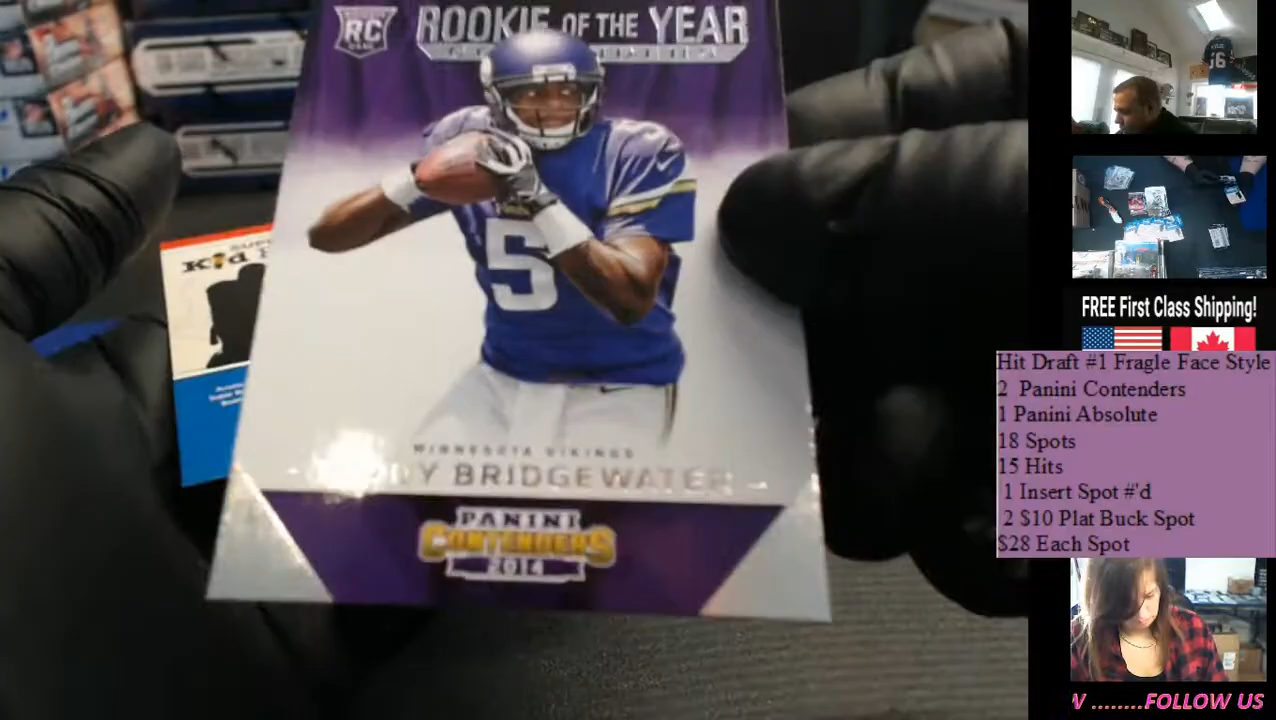 RC
ROOKIE OF THE YEAR
5
MINNESOTA VIKINGS
BRIDGEWATER
PANINI
CONTENDERS
2014
FREE First Class Shipping!
Hit Draft #1 Fragle Face Style
2 Panini Contenders
1 Panini Absolute
18 Spots
15 Hits
1 Insert Spot #'d
2 $10 Plat Buck Spot
$28 Each Spot
FOLLOW US